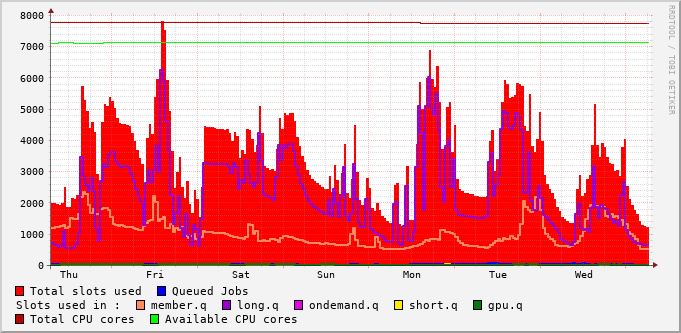 8000
7000
6000
5000
4000
3000
2000
1000
0
Thu Fri Sat Sun Mon Tue Wed
RRDTOOL / TOBI OETIKER
Total slots used Queued Jobs
Slots used in : member.q long.q ondemand.q short.q gpu.q
Total CPU cores Available CPU cores